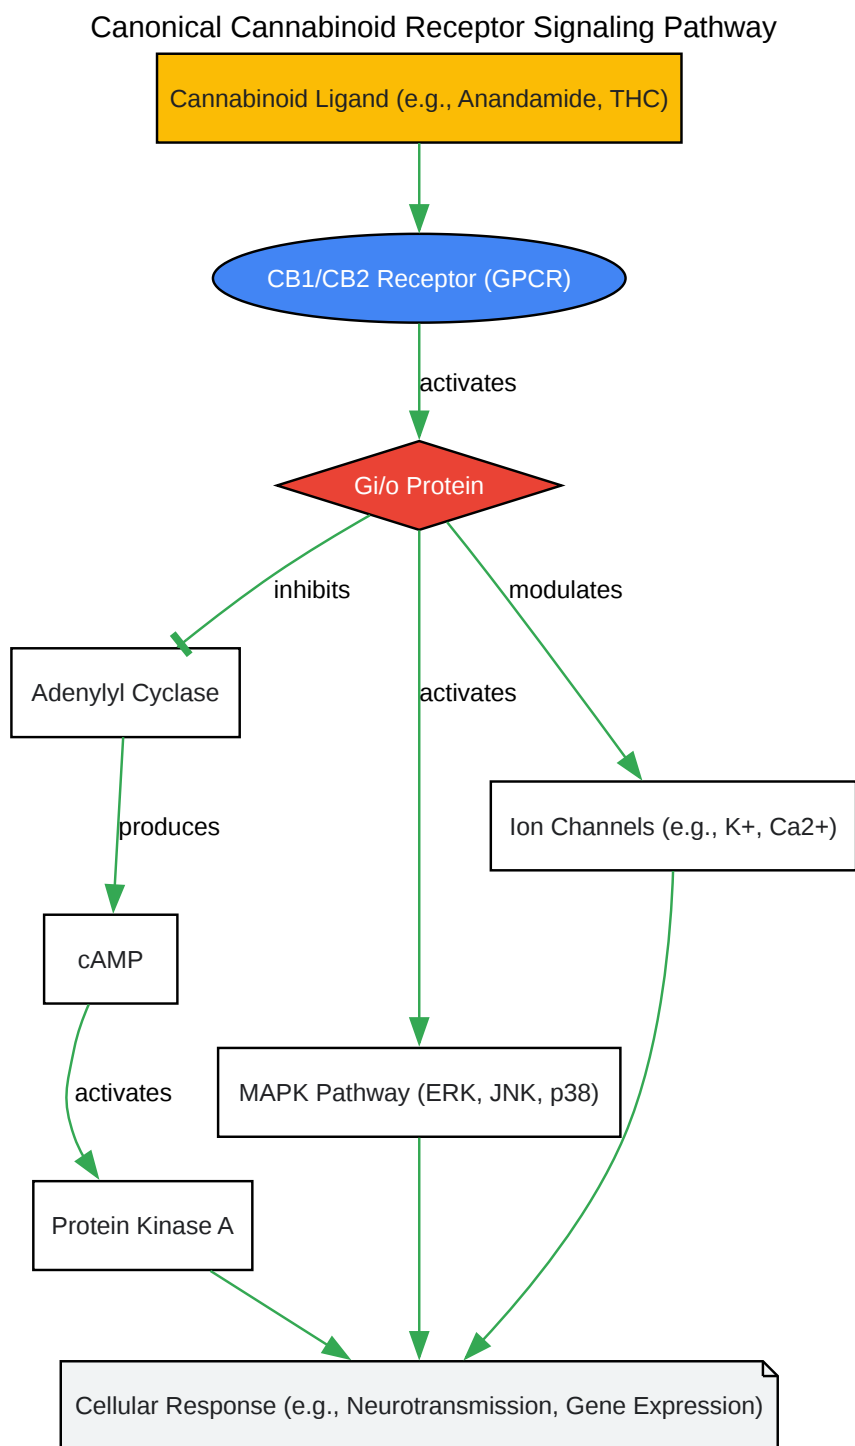 Canonical Cannabinoid Receptor Signaling Pathway
Cannabinoid Ligand (e.g., Anandamide, THC)
CB1/CB2 Receptor (GPCR)
activates
Gi/o Protein
inhibits
modulates
Adenylyl Cyclase
activates
produces
Ion Channels (e.g., K+, Ca2+)
cAMP
activates
MAPK Pathway (ERK, JNK, p38)
Protein Kinase A
Cellular Response (e.g., Neurotransmission, Gene Expression)